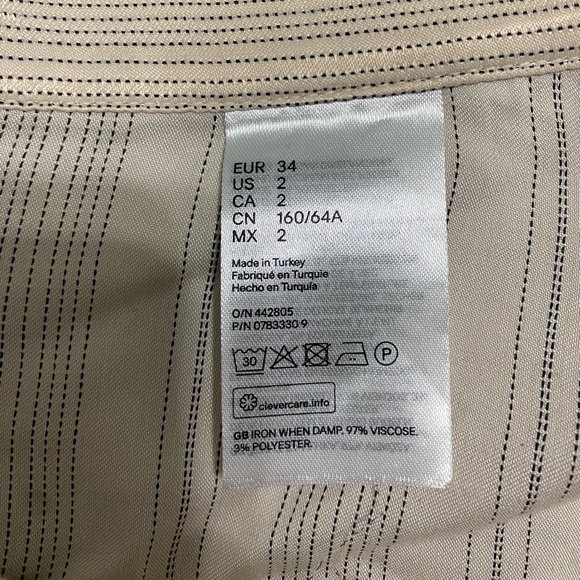 EUR 34
US 2
CA 2
CN 160/64A
MX 2
Made in Turkey
Fabriqué en Turquie
Hecho en Turquía
O/N 442805
P/N 0783330 9
30 P
clevercare.info
GB IRON WHEN DAMP. 97% VISCOSE.
3% POLYESTER.